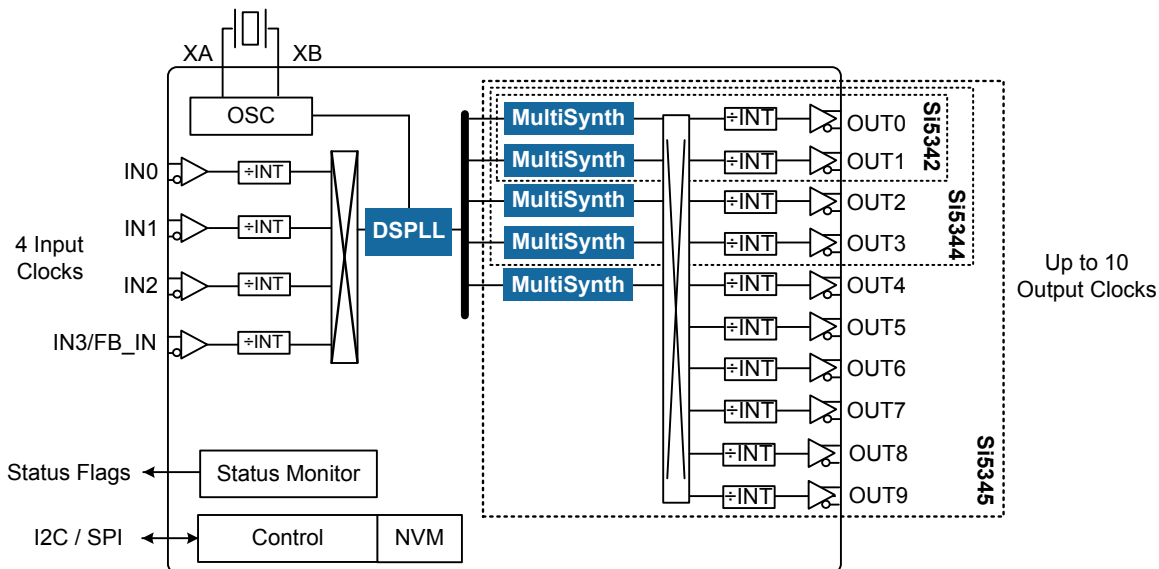 XA
XB
OSC
4 Input
Clocks
IN0
÷INT
IN1
÷INT
IN2
÷INT
IN3/FB_IN
÷INT
DSPLL
MultiSynth
MultiSynth
MultiSynth
MultiSynth
MultiSynth
÷INT
OUT0
÷INT
OUT1
÷INT
OUT2
÷INT
OUT3
÷INT
OUT4
÷INT
OUT5
÷INT
OUT6
÷INT
OUT7
÷INT
OUT8
÷INT
OUT9
Si5342
Si5344
Si5345
Up to 10
Output Clocks
Status Flags
Status Monitor
I2C / SPI
Control
NVM